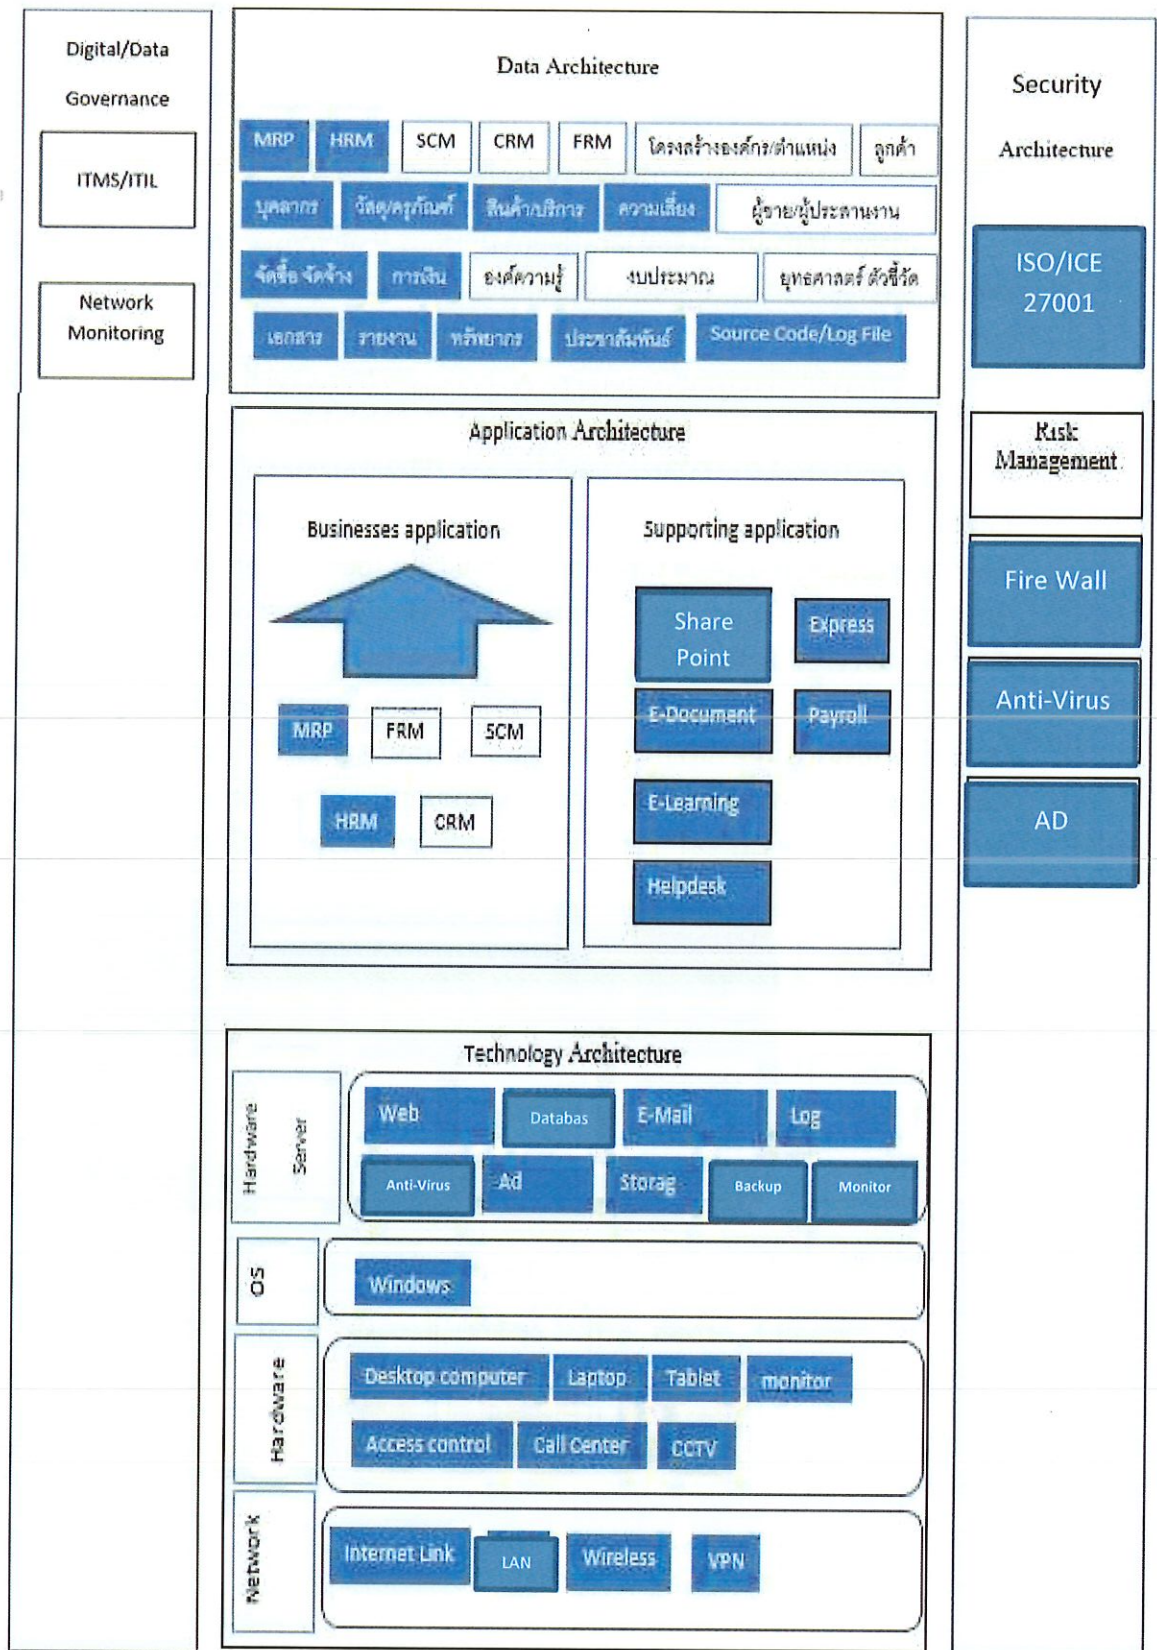 Digital/Data
Governance
ITMS/ITIL
Network
Monitoring
Data Architecture
MRP HRM SCM CRM FRM โครงสร้างองค์กร/ตำแหน่ง ลูกค้า
บุคลากร วัสดุ/ครุภัณฑ์ สินค้า/บริการ ความเสี่ยง ผู้ขาย/ผู้ประสานงาน
จัดซื้อ จัดจ้าง การเงิน องค์ความรู้ งบประมาณ ยุทธศาสตร์ ตัวชี้วัด
เอกสาร รายงาน ทรัพยากร ประชาสัมพันธ์ Source Code/Log File
Application Architecture
Businesses application
MRP FRM SCM
HRM CRM
Supporting application
Share
Point
Express
E-Document Payroll
E-Learning
Helpdesk
Technology Architecture
Hardware
Server
Web Databas E-Mail Log
Anti-Virus Ad Storag Backup Monitor
OS
Windows
Hardware
Desktop computer Laptop Tablet monitor
Access control Call Center CCTV
Network
Internet Link LAN Wireless VPN
Security
Architecture
ISO/ICE
27001
Risk
Management
Fire Wall
Anti-Virus
AD